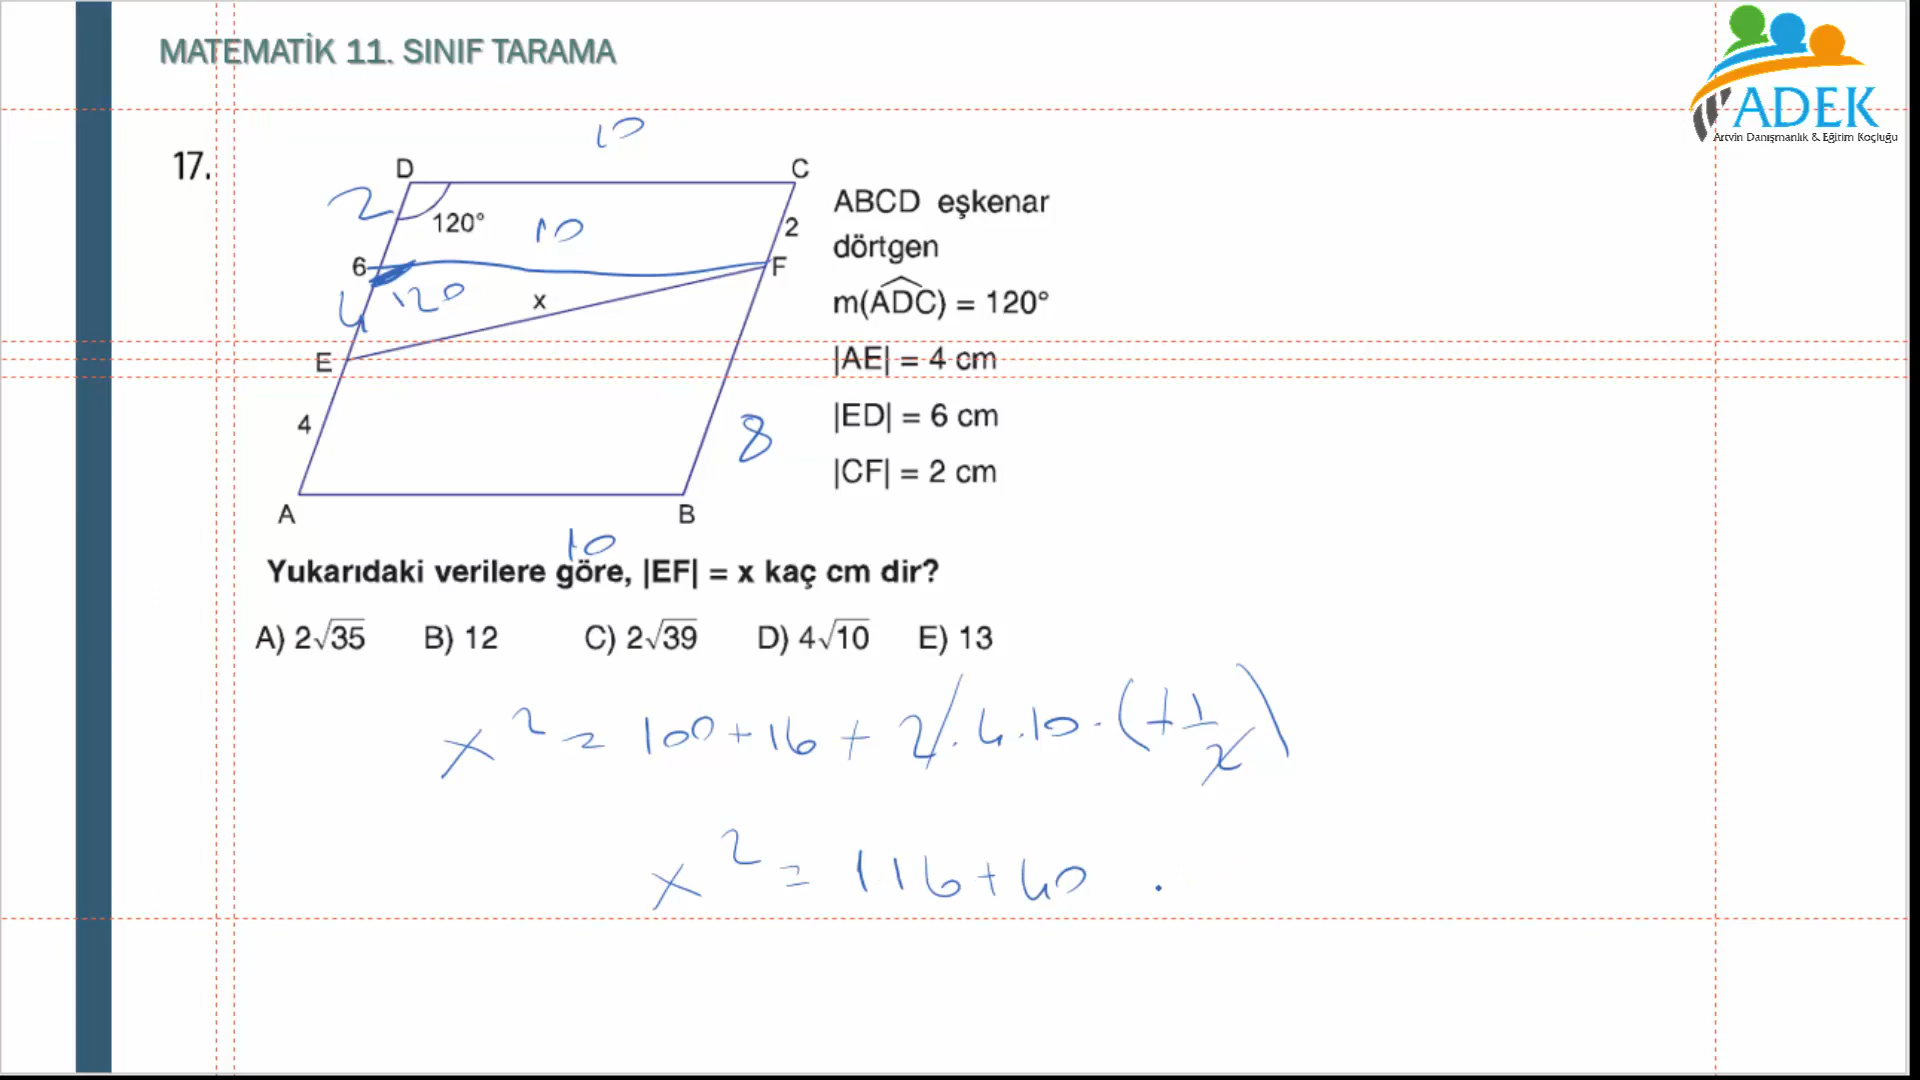 MATEMATİK 11. SINIF TARAMA
ADEK
Artvin Danışmanlık & Eğitim Koçluğu
17.
10
D
C
2
120°
10
2
6
F
4
120
x
E
4
8
A
B
10
ABCD eşkenar
dörtgen
m(ADC) = 120°
|AE| = 4 cm
|ED| = 6 cm
|CF| = 2 cm
Yukarıdaki verilere göre, |EF| = x kaç cm dir?
A) 2√35 B) 12 C) 2√39 D) 4√10 E) 13
x² = 100 + 16 + 2 . 4 . 10 . (+ 1/2)
x² = 116 + 40 .